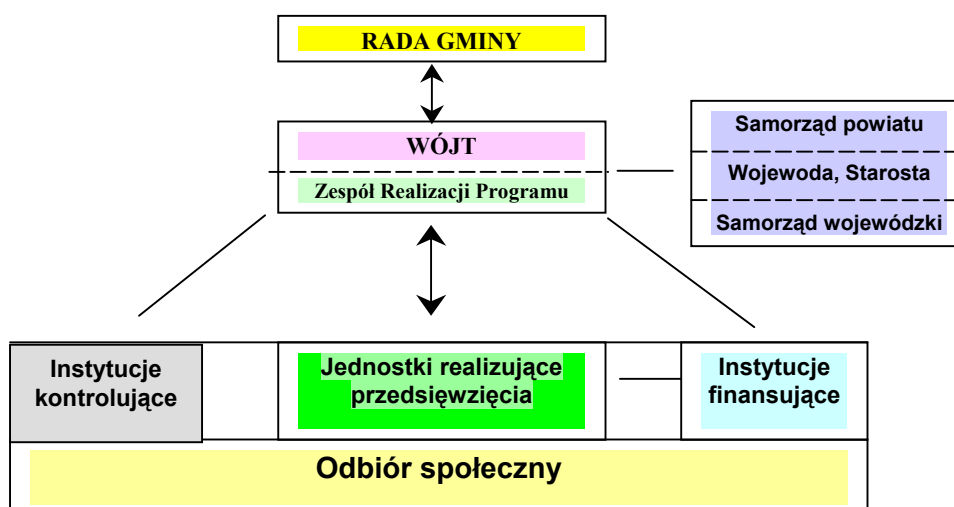 RADA GMINY
WÓJT
Zespół Realizacji Programu
Samorząd powiatu
Wojewoda, Starosta
Samorząd wojewódzki
Instytucje
kontrolujące
Jednostki realizujące
przedsięwzięcia
Instytucje
finansujące
Odbiór społeczny